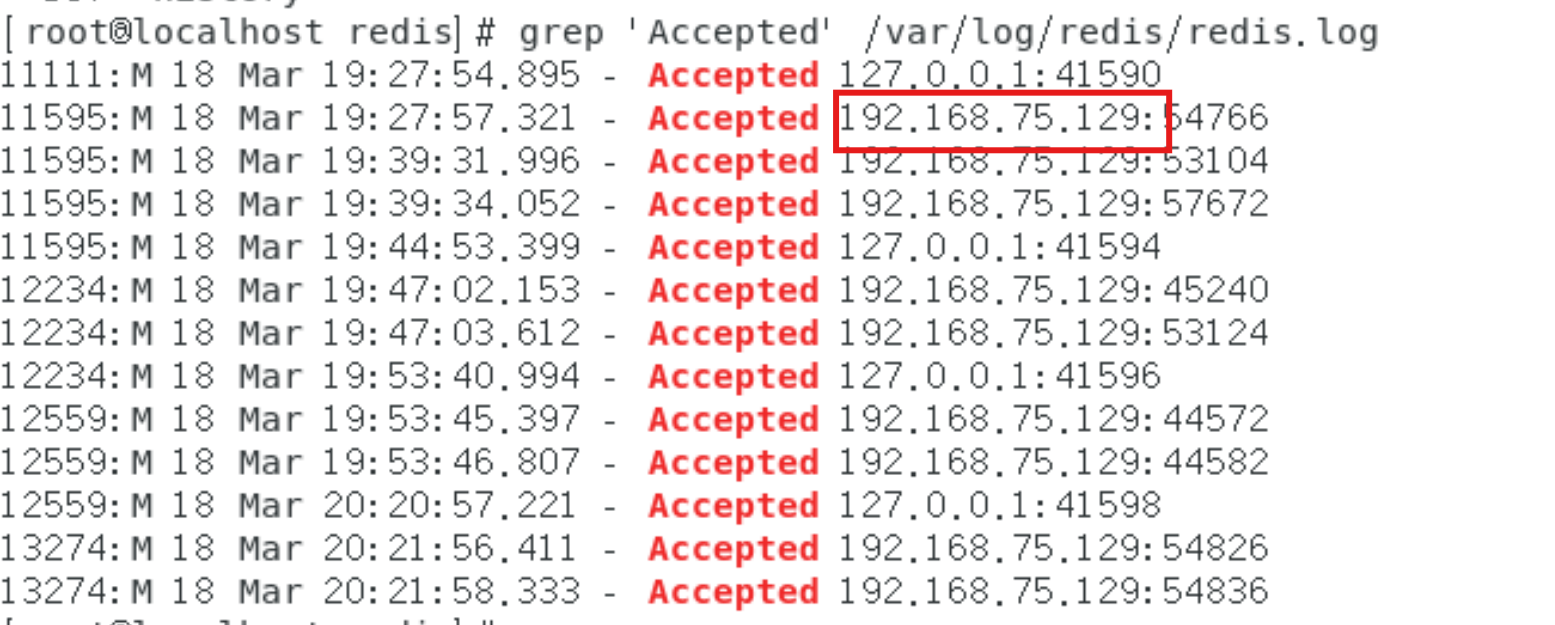 [root@localhost redis]# grep 'Accepted' /var/log/redis/redis.log
11111:M 18 Mar 19:27:54.895 - Accepted 127.0.0.1:41590
11595:M 18 Mar 19:27:57.321 - Accepted 192.168.75.129:54766
11595:M 18 Mar 19:39:31.996 - Accepted 192.168.75.129:53104
11595:M 18 Mar 19:39:34.052 - Accepted 192.168.75.129:57672
11595:M 18 Mar 19:44:53.399 - Accepted 127.0.0.1:41594
12234:M 18 Mar 19:47:02.153 - Accepted 192.168.75.129:45240
12234:M 18 Mar 19:47:03.612 - Accepted 192.168.75.129:53124
12234:M 18 Mar 19:53:40.994 - Accepted 127.0.0.1:41596
12559:M 18 Mar 19:53:45.397 - Accepted 192.168.75.129:44572
12559:M 18 Mar 19:53:46.807 - Accepted 192.168.75.129:44582
12559:M 18 Mar 20:20:57.221 - Accepted 127.0.0.1:41598
13274:M 18 Mar 20:21:56.411 - Accepted 192.168.75.129:54826
13274:M 18 Mar 20:21:58.333 - Accepted 192.168.75.129:54836